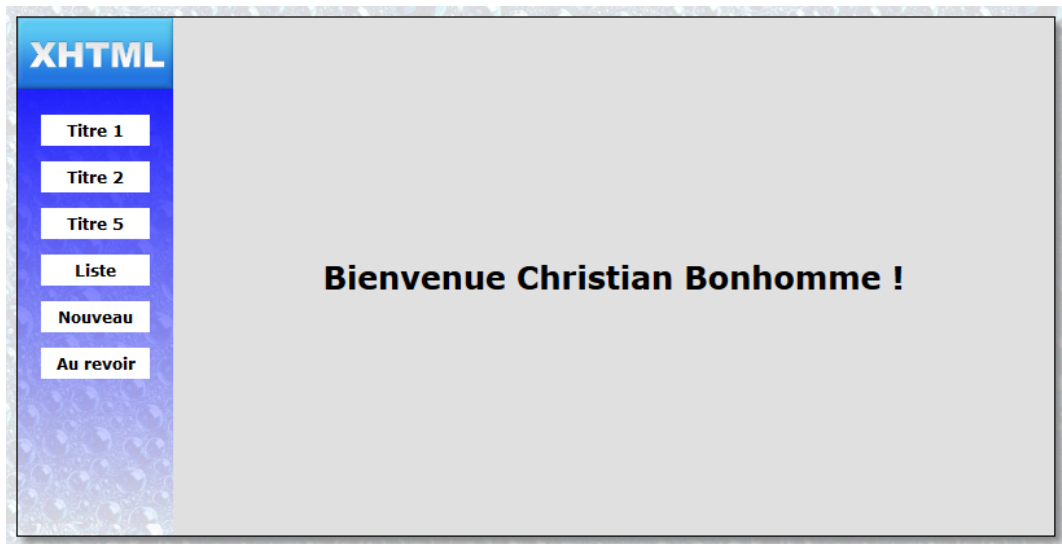 XHTML
Titre 1
Titre 2
Titre 5
Liste
Nouveau
Au revoir
Bienvenue Christian Bonhomme !